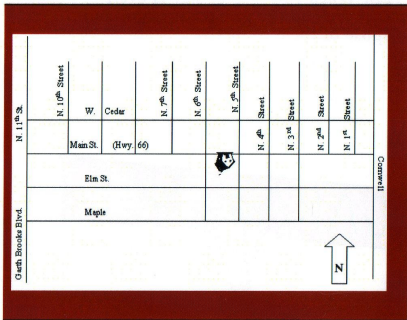 N. 11th St.
Garth Brooks Blvd.
N. 10th Street
N. 7th Street
N. 6th Street
N. 5th Street
N. 4th Street
N. 3rd Street
N. 2nd Street
N. 1st Street
W. Cedar
Main St. (Hwy. 66)
Elm St.
Maple
Cornwell
N